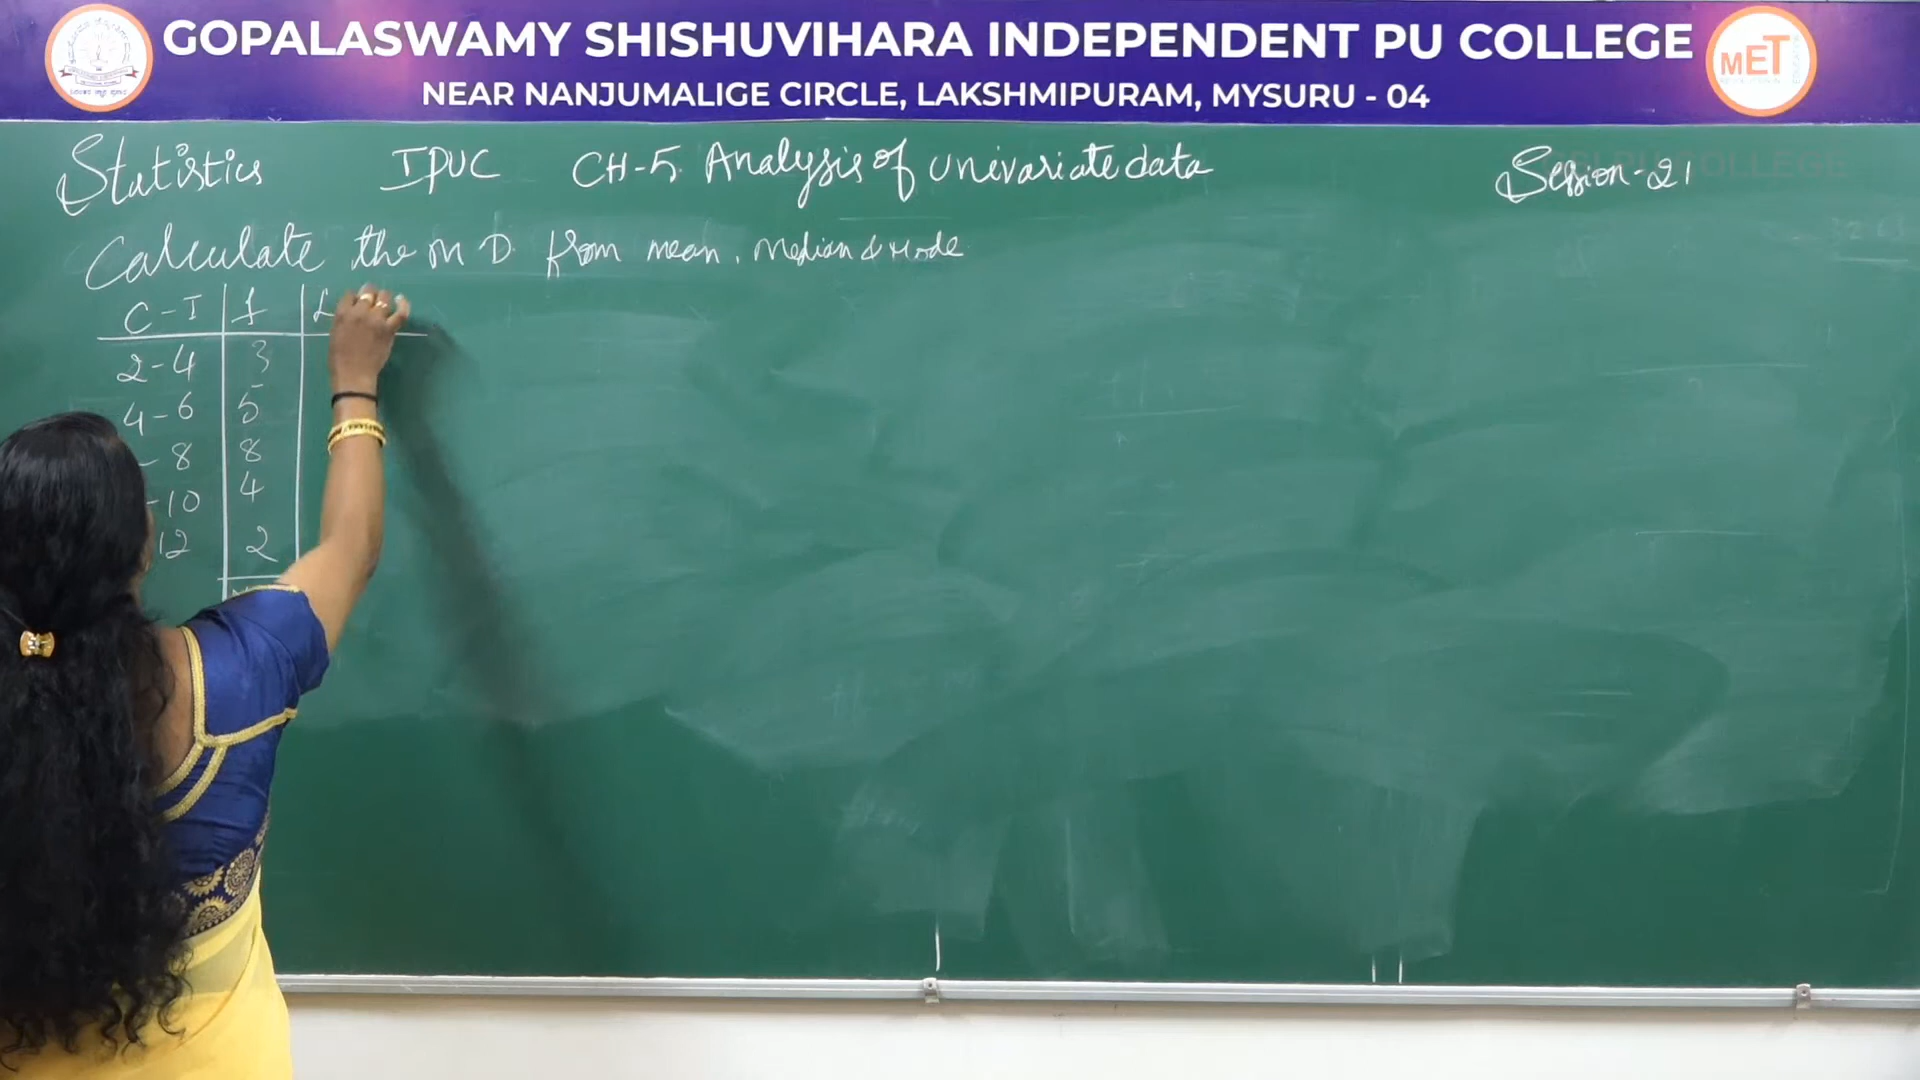 GOPALASWAMY SHISHUVIHARA INDEPENDENT PU COLLEGE
NEAR NANJUMALIGE CIRCLE, LAKSHMIPURAM, MYSURU - 04
MET
Statistics IPUC CH-5. Analysis of univariate data Session-21
Calculate the M D. from mean, Median & Mode
C-I f
2-4 3
4-6 5
-8 8
-10 4
12 2